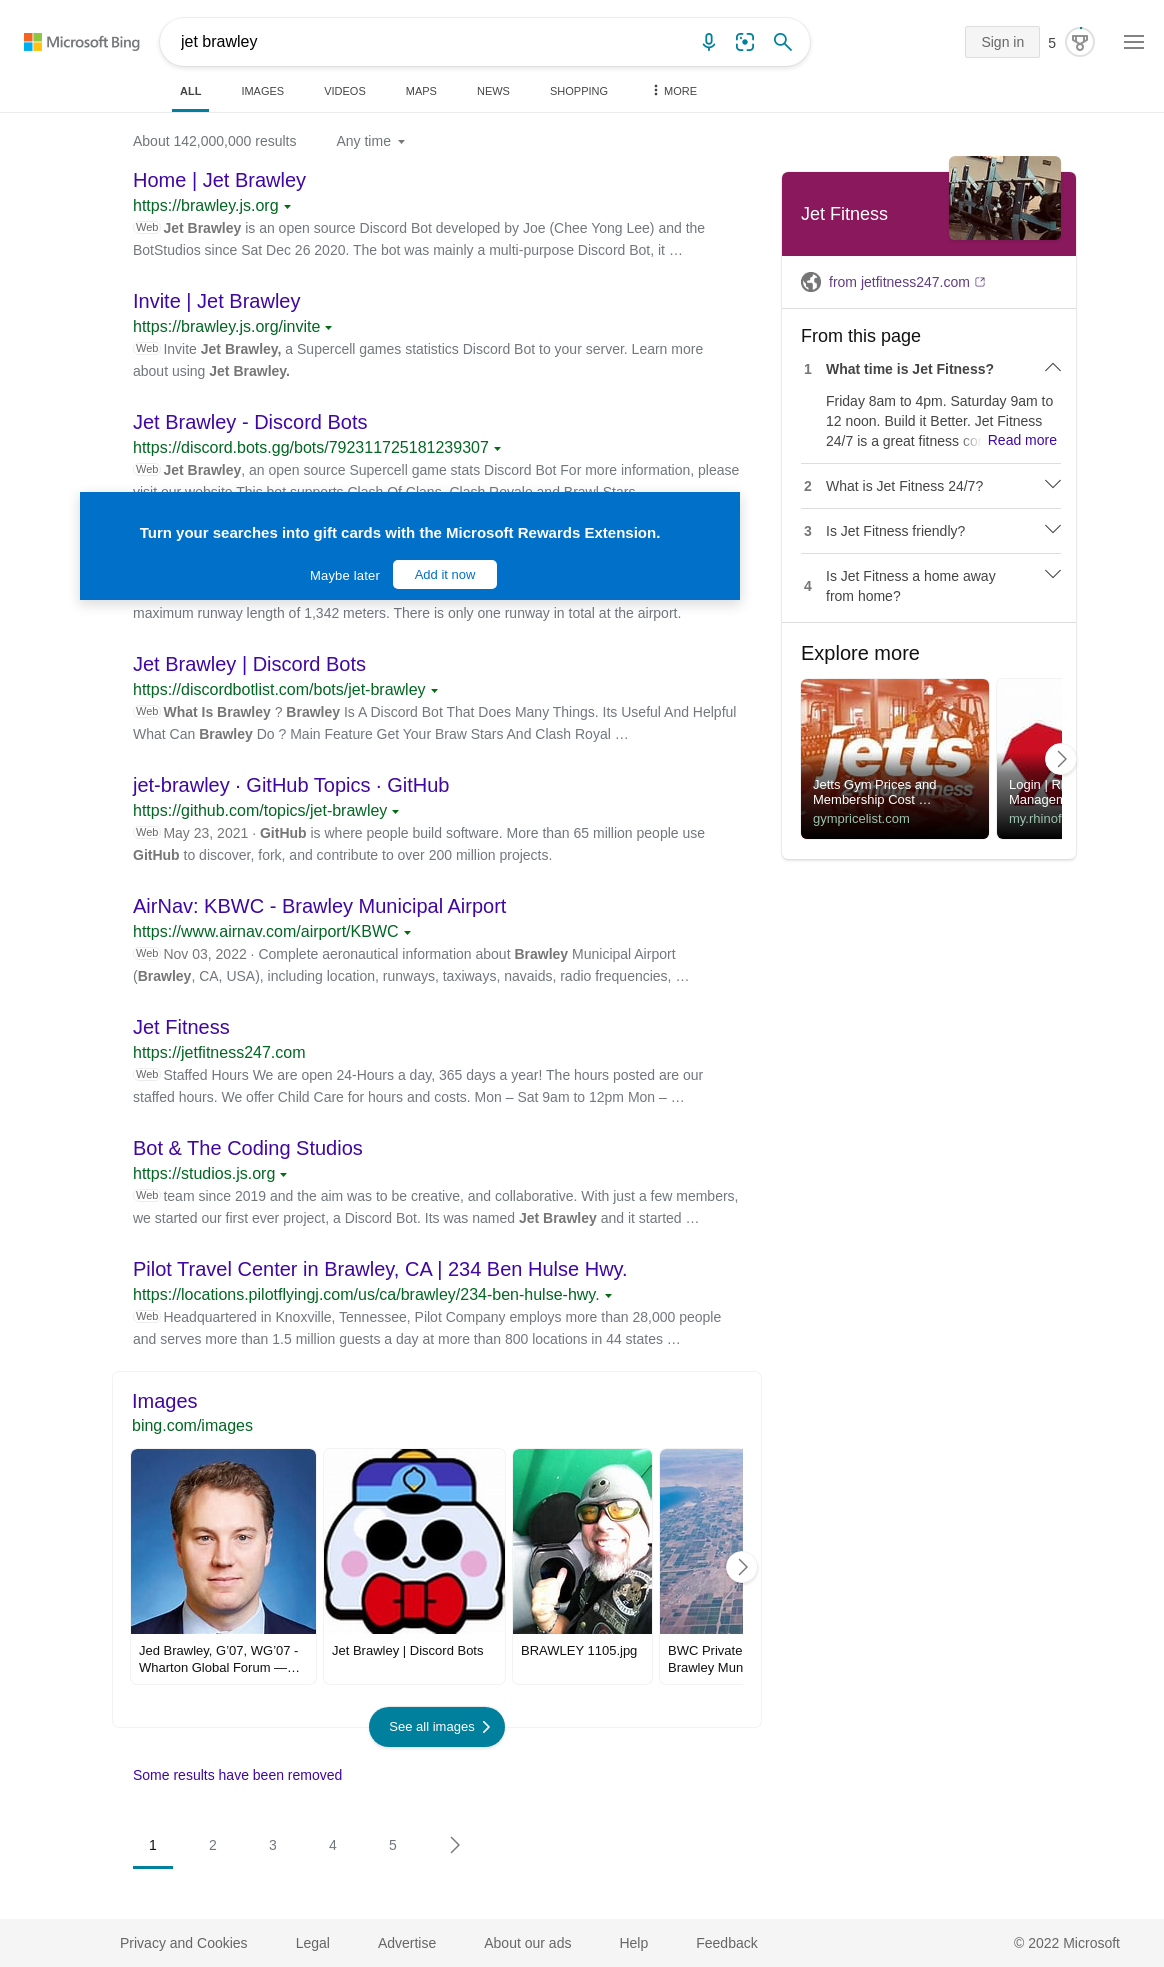 Microsoft Bing
jet brawley
Sign in
5
ALL IMAGES VIDEOS MAPS NEWS SHOPPING MORE
About 142,000,000 results Any time
Home | Jet Brawley
https://brawley.js.org
Web Jet Brawley is an open source Discord Bot developed by Joe (Chee Yong Lee) and the
BotStudios since Sat Dec 26 2020. The bot was mainly a multi-purpose Discord Bot, it …
Invite | Jet Brawley
https://brawley.js.org/invite
Web Invite Jet Brawley, a Supercell games statistics Discord Bot to your server. Learn more
about using Jet Brawley.
Jet Brawley - Discord Bots
https://discord.bots.gg/bots/792311725181239307
Web Jet Brawley, an open source Supercell game stats Discord Bot For more information, please
visit our website This bot supports Clash Of Clans, Clash Royale and Brawl Stars
Turn your searches into gift cards with the Microsoft Rewards Extension.
Maybe later Add it now
maximum runway length of 1,342 meters. There is only one runway in total at the airport.
Jet Brawley | Discord Bots
https://discordbotlist.com/bots/jet-brawley
Web What Is Brawley ? Brawley Is A Discord Bot That Does Many Things. Its Useful And Helpful
What Can Brawley Do ? Main Feature Get Your Braw Stars And Clash Royal …
jet-brawley · GitHub Topics · GitHub
https://github.com/topics/jet-brawley
Web May 23, 2021 · GitHub is where people build software. More than 65 million people use
GitHub to discover, fork, and contribute to over 200 million projects.
AirNav: KBWC - Brawley Municipal Airport
https://www.airnav.com/airport/KBWC
Web Nov 03, 2022 · Complete aeronautical information about Brawley Municipal Airport
(Brawley, CA, USA), including location, runways, taxiways, navaids, radio frequencies, …
Jet Fitness
https://jetfitness247.com
Web Staffed Hours We are open 24-Hours a day, 365 days a year! The hours posted are our
staffed hours. We offer Child Care for hours and costs. Mon – Sat 9am to 12pm Mon – …
Bot & The Coding Studios
https://studios.js.org
Web team since 2019 and the aim was to be creative, and collaborative. With just a few members,
we started our first ever project, a Discord Bot. Its was named Jet Brawley and it started …
Pilot Travel Center in Brawley, CA | 234 Ben Hulse Hwy.
https://locations.pilotflyingj.com/us/ca/brawley/234-ben-hulse-hwy.
Web Headquartered in Knoxville, Tennessee, Pilot Company employs more than 28,000 people
and serves more than 1.5 million guests a day at more than 800 locations in 44 states …
Images
bing.com/images
Jed Brawley, G'07, WG'07 -
Wharton Global Forum —…
Jet Brawley | Discord Bots
BRAWLEY 1105.jpg
BWC Private
Brawley Mun
See all images
Some results have been removed
1 2 3 4 5
Jet Fitness
from jetfitness247.com
From this page
1 What time is Jet Fitness?
Friday 8am to 4pm. Saturday 9am to
12 noon. Build it Better. Jet Fitness
24/7 is a great fitness co Read more
2 What is Jet Fitness 24/7?
3 Is Jet Fitness friendly?
4 Is Jet Fitness a home away
from home?
Explore more
jetts
24 hour fitness
Jetts Gym Prices and
Membership Cost …
gympricelist.com
Login | R
Managem
my.rhinof
Privacy and Cookies Legal Advertise About our ads Help Feedback © 2022 Microsoft